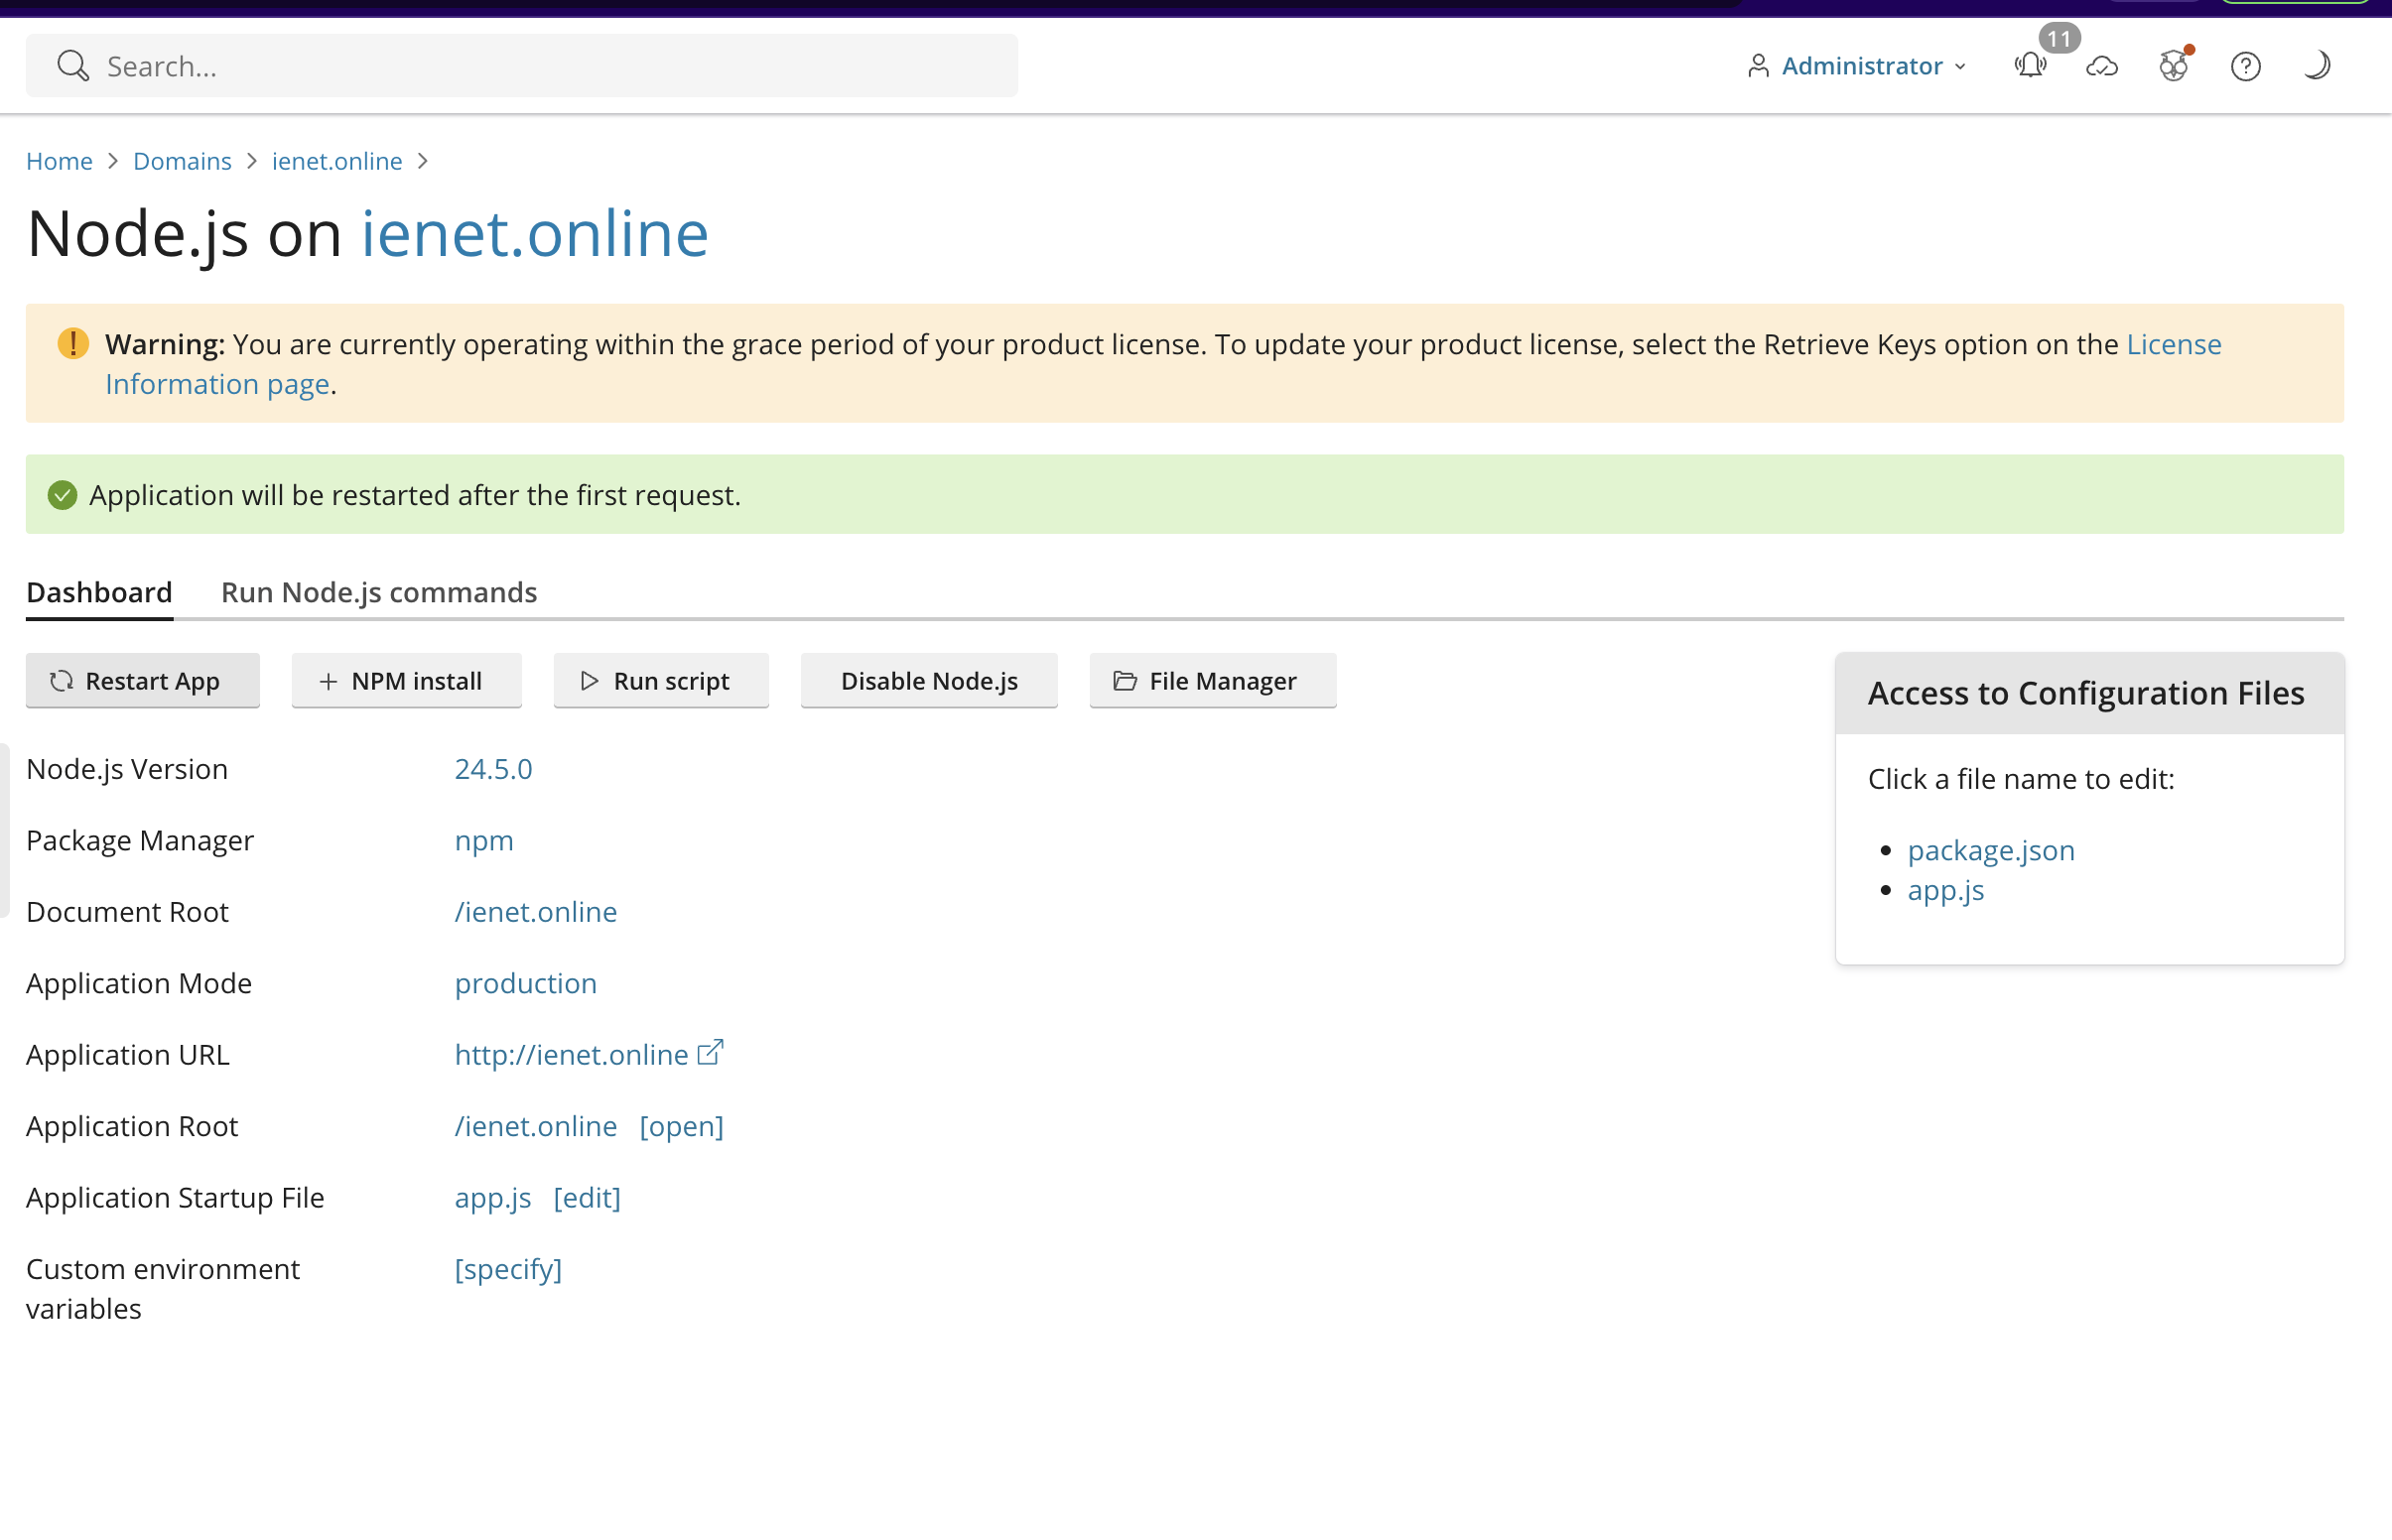 Search...
Administrator
11
Home > Domains > ienet.online >
Node.js on ienet.online
Warning: You are currently operating within the grace period of your product license. To update your product license, select the Retrieve Keys option on the License
Information page.
Application will be restarted after the first request.
Dashboard Run Node.js commands
Restart App NPM install Run script Disable Node.js File Manager
Access to Configuration Files
Click a file name to edit:
package.json
app.js
Node.js Version 24.5.0
Package Manager npm
Document Root /ienet.online
Application Mode production
Application URL http://ienet.online
Application Root /ienet.online [open]
Application Startup File app.js [edit]
Custom environment [specify]
variables